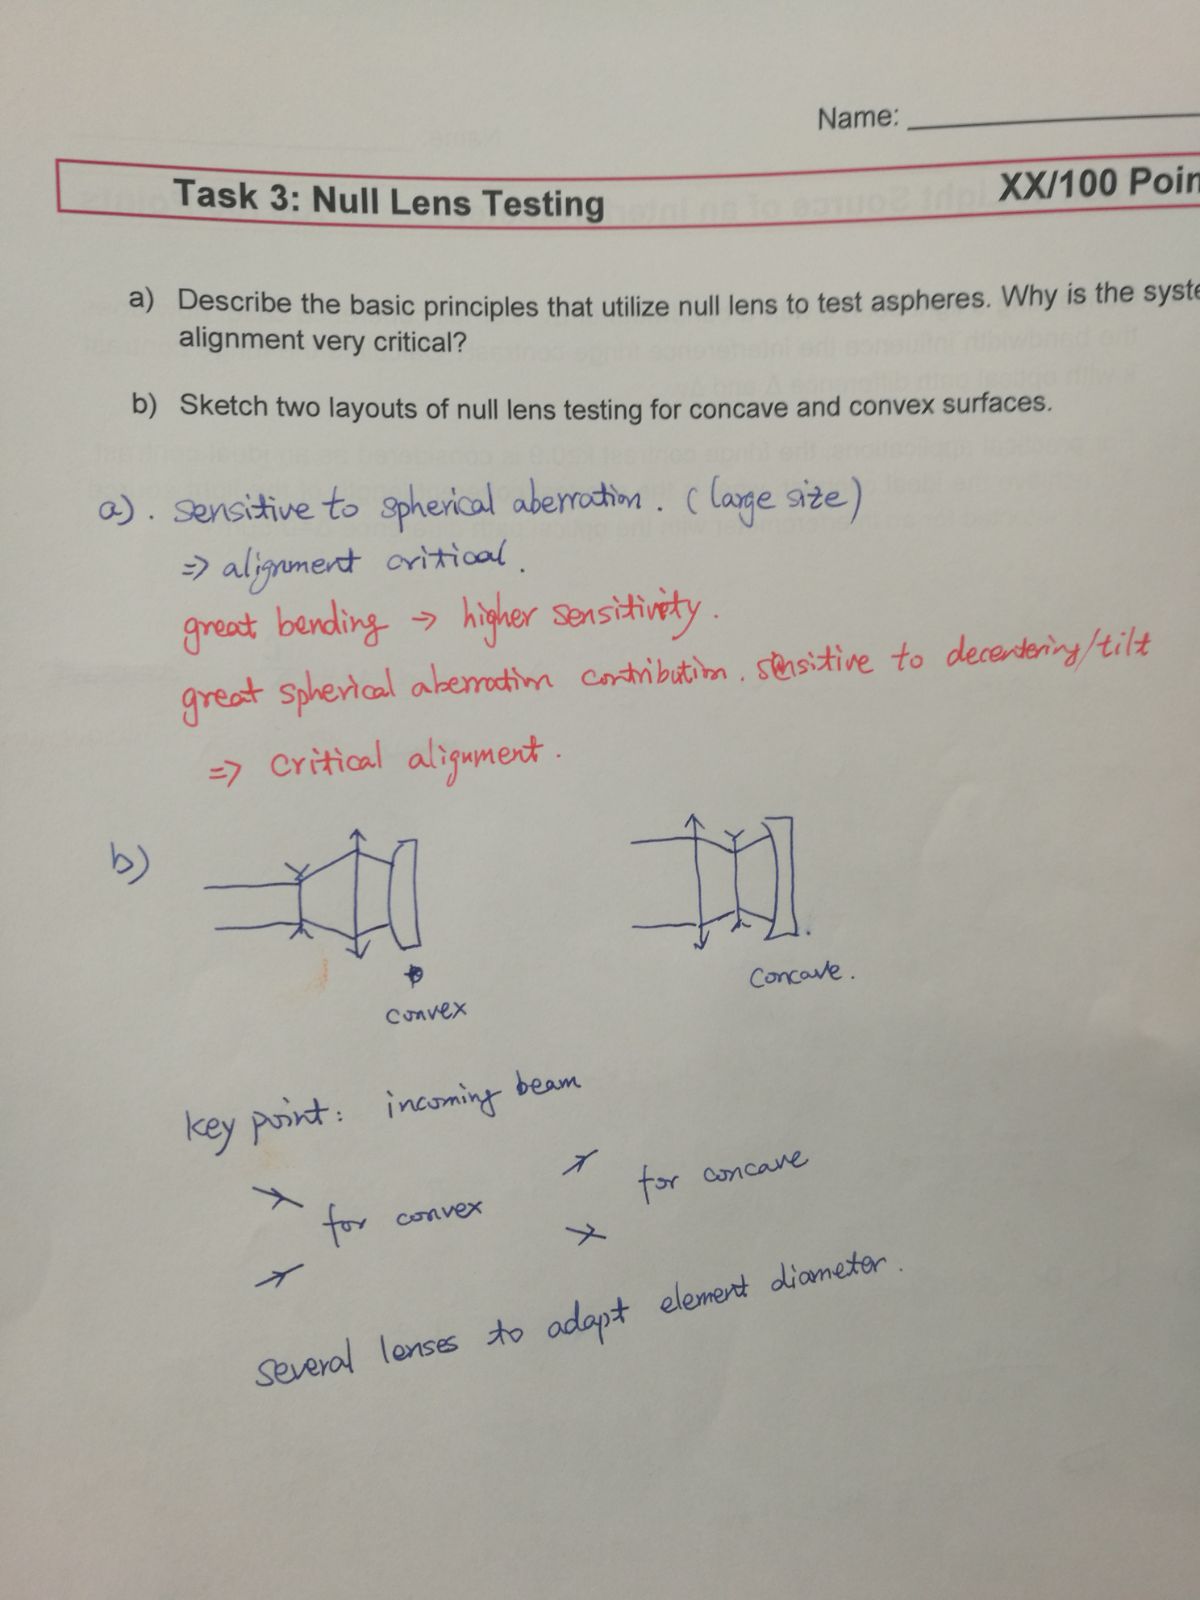 Name:
Task 3: Null Lens Testing XX/100 Poin
a) Describe the basic principles that utilize null lens to test aspheres. Why is the syste
alignment very critical?
b) Sketch two layouts of null lens testing for concave and convex surfaces.
a). sensitive to spherical aberration. (large size)
=> alignment critical.
great bending → higher sensitivity.
great spherical aberration contribution. sensitive to decentering/tilt
=> critical alignment.
b)
convex
concave.
key point: incoming beam
for convex
for concave
several lenses to adapt element diameter.